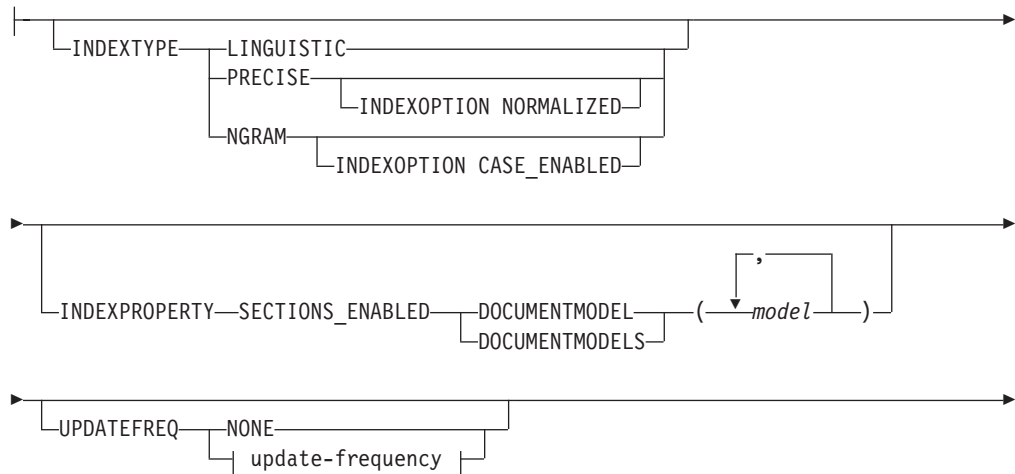 INDEXTYPE LINGUISTIC
PRECISE
INDEXOPTION NORMALIZED
NGRAM
INDEXOPTION CASE_ENABLED
,
INDEXPROPERTY SECTIONS_ENABLED DOCUMENTMODEL ( model )
DOCUMENTMODELS
UPDATEFREQ NONE
update-frequency